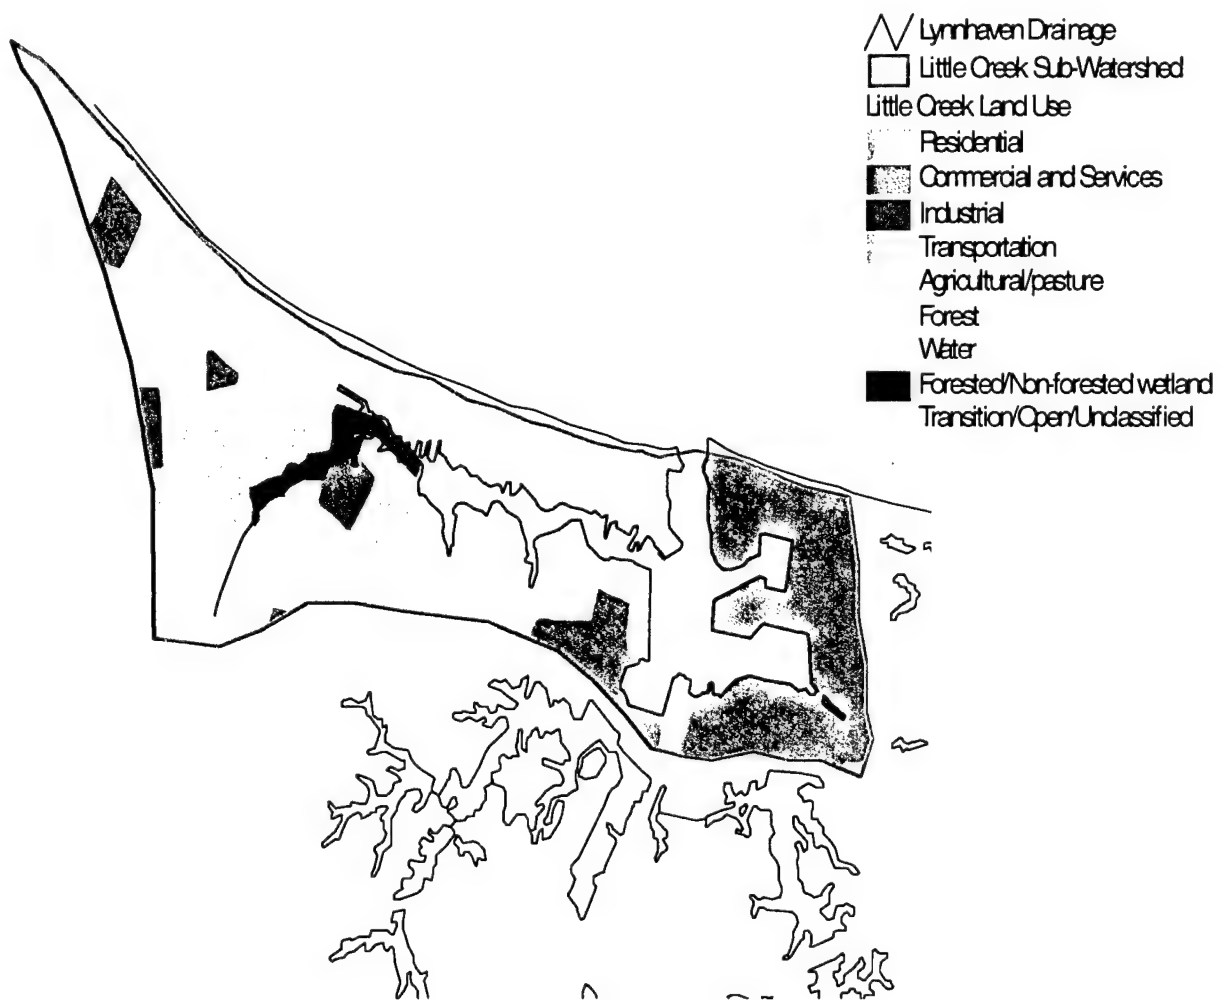 Lynnhaven Drainage
Little Creek Sub-Watershed
Little Creek Land Use
Residential
Commercial and Services
Industrial
Transportation
Agricultural/pasture
Forest
Water
Forested/Non-forested wetland
Transition/Open/Unclassified